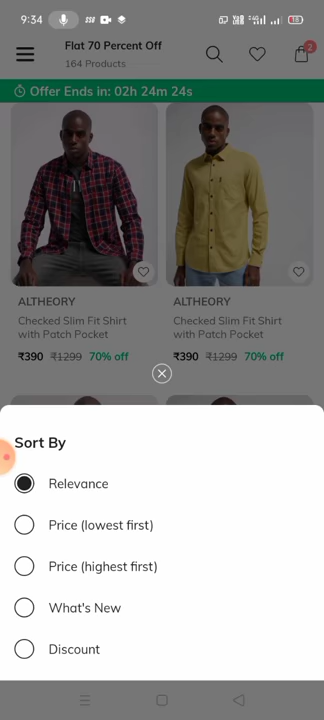 9:34
Flat 70 Percent Off
164 Products
2
Offer Ends in: 02h 24m 24s
ALTHEORY
Checked Slim Fit Shirt
with Patch Pocket
₹390 ₹1299 70% off
ALTHEORY
Checked Slim Fit Shirt
with Patch Pocket
₹390 ₹1299 70% off
Sort By
Relevance
Price (lowest first)
Price (highest first)
What's New
Discount